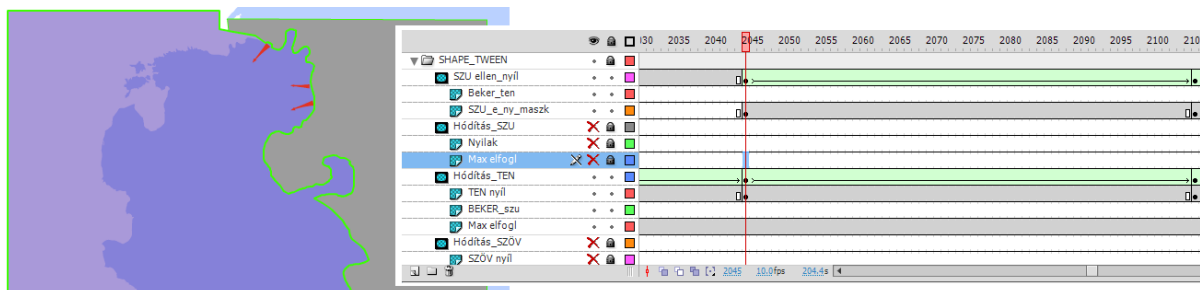 2030 2035 2040 2045 2050 2055 2060 2065 2070 2075 2080 2085 2090 2095 2100 210
SHAPE_TWEEN
SZU ellen_nyíl
Beker_ten
SZU_e_ny_maszk
Hódítás_SZU
Nyilak
Max elfogl
Hódítás_TEN
TEN nyíl
BEKER_szu
Max elfogl
Hódítás_SZÖV
SZÖV nyíl
2045 10.0fps 204.4s